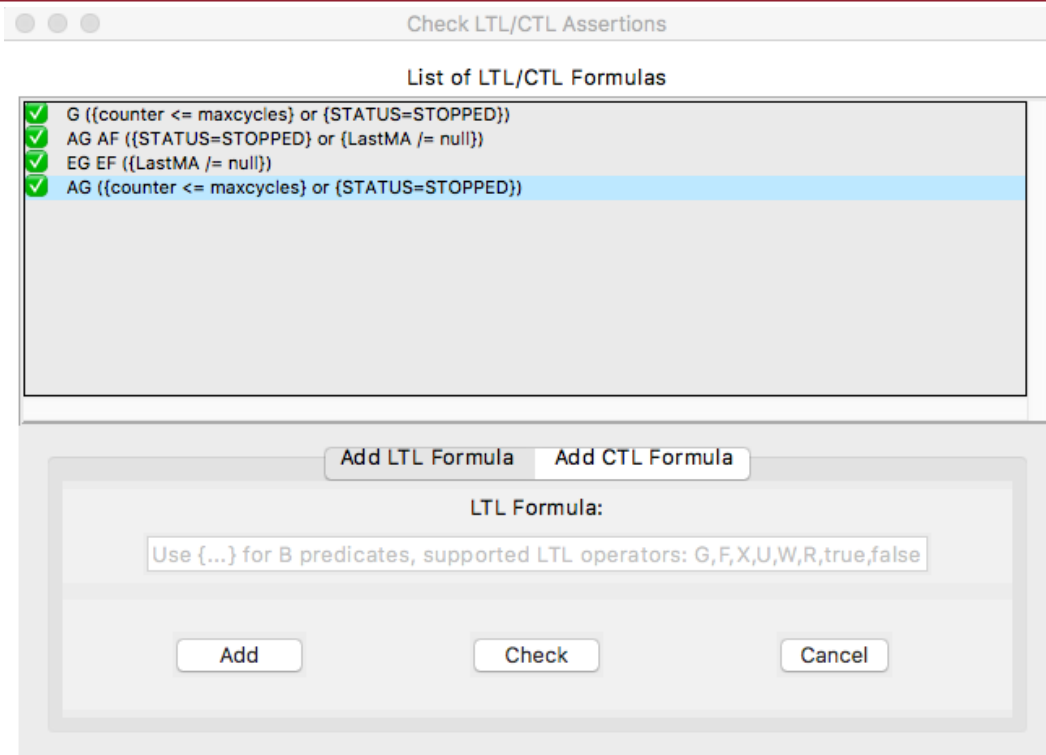 Check LTL/CTL Assertions
List of LTL/CTL Formulas
G ({counter <= maxcycles} or {STATUS=STOPPED})
AG AF ({STATUS=STOPPED} or {LastMA /= null})
EG EF ({LastMA /= null})
AG ({counter <= maxcycles} or {STATUS=STOPPED})
Add LTL Formula Add CTL Formula
LTL Formula:
Use {...} for B predicates, supported LTL operators: G,F,X,U,W,R,true,false
Add Check Cancel